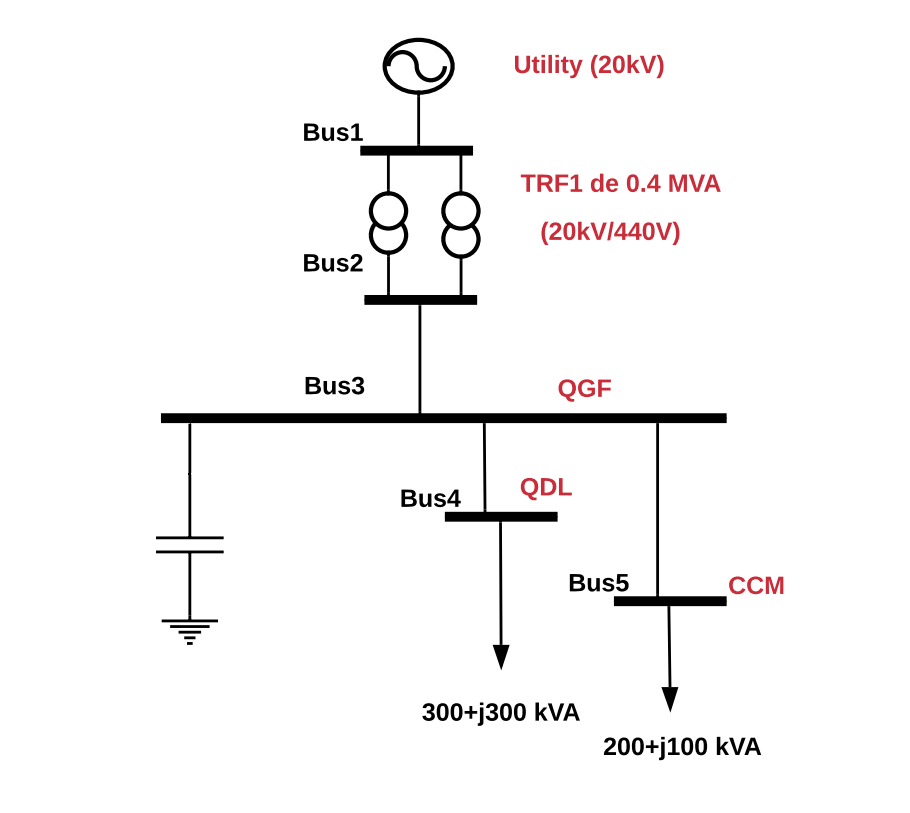 Utility (20kV)
Bus1
TRF1 de 0.4 MVA
(20kV/440V)
Bus2
Bus3
QGF
QDL
Bus4
Bus5
CCM
300+j300 kVA
200+j100 kVA